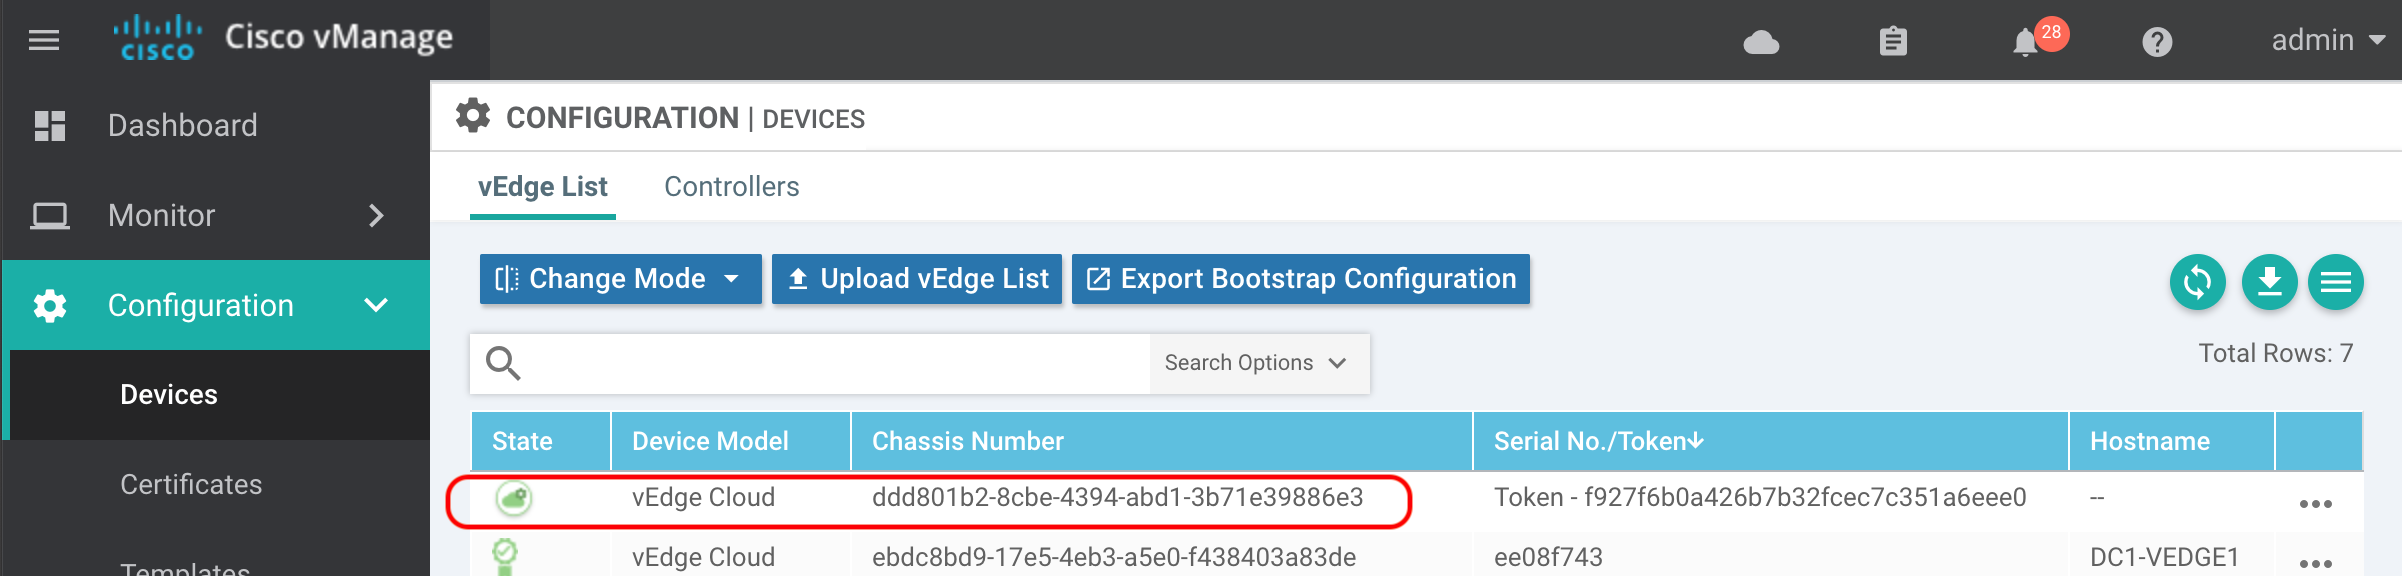 CISCO Cisco vManage
28
admin
Dashboard
Monitor
Configuration
Devices
Certificates
Templates
CONFIGURATION | DEVICES
vEdge List Controllers
Change Mode Upload vEdge List Export Bootstrap Configuration
Search Options
Total Rows: 7
State Device Model Chassis Number Serial No./Token Hostname
vEdge Cloud ddd801b2-8cbe-4394-abd1-3b71e39886e3 Token - f927f6b0a426b7b32fcec7c351a6eee0 --
vEdge Cloud ebdc8bd9-17e5-4eb3-a5e0-f438403a83de ee08f743 DC1-VEDGE1